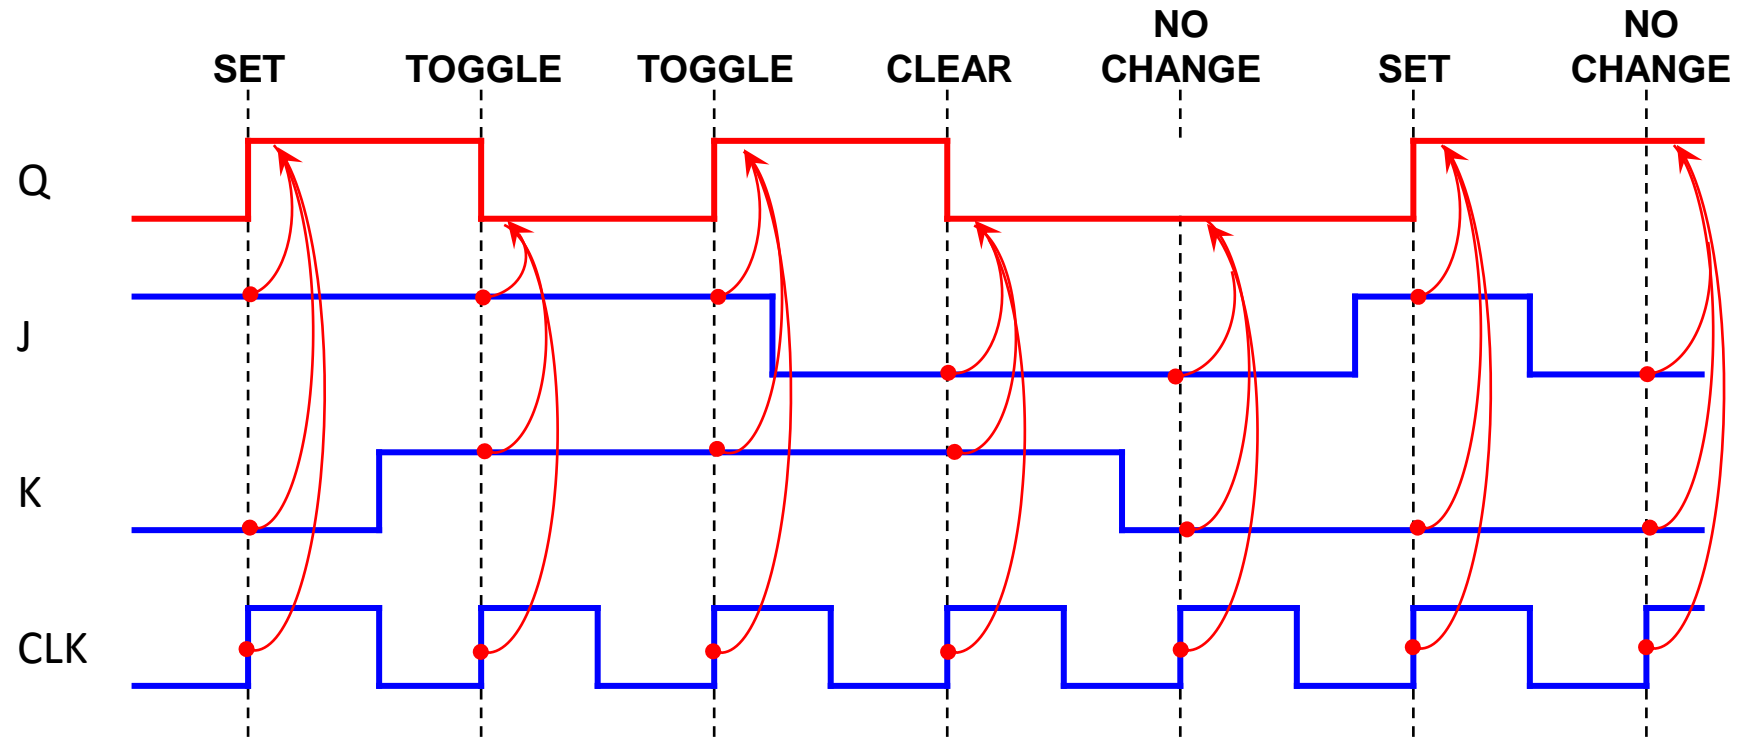 NO
NO
SET
TOGGLE
TOGGLE
CLEAR
CHANGE
SET
CHANGE
Q
J
K
CLK